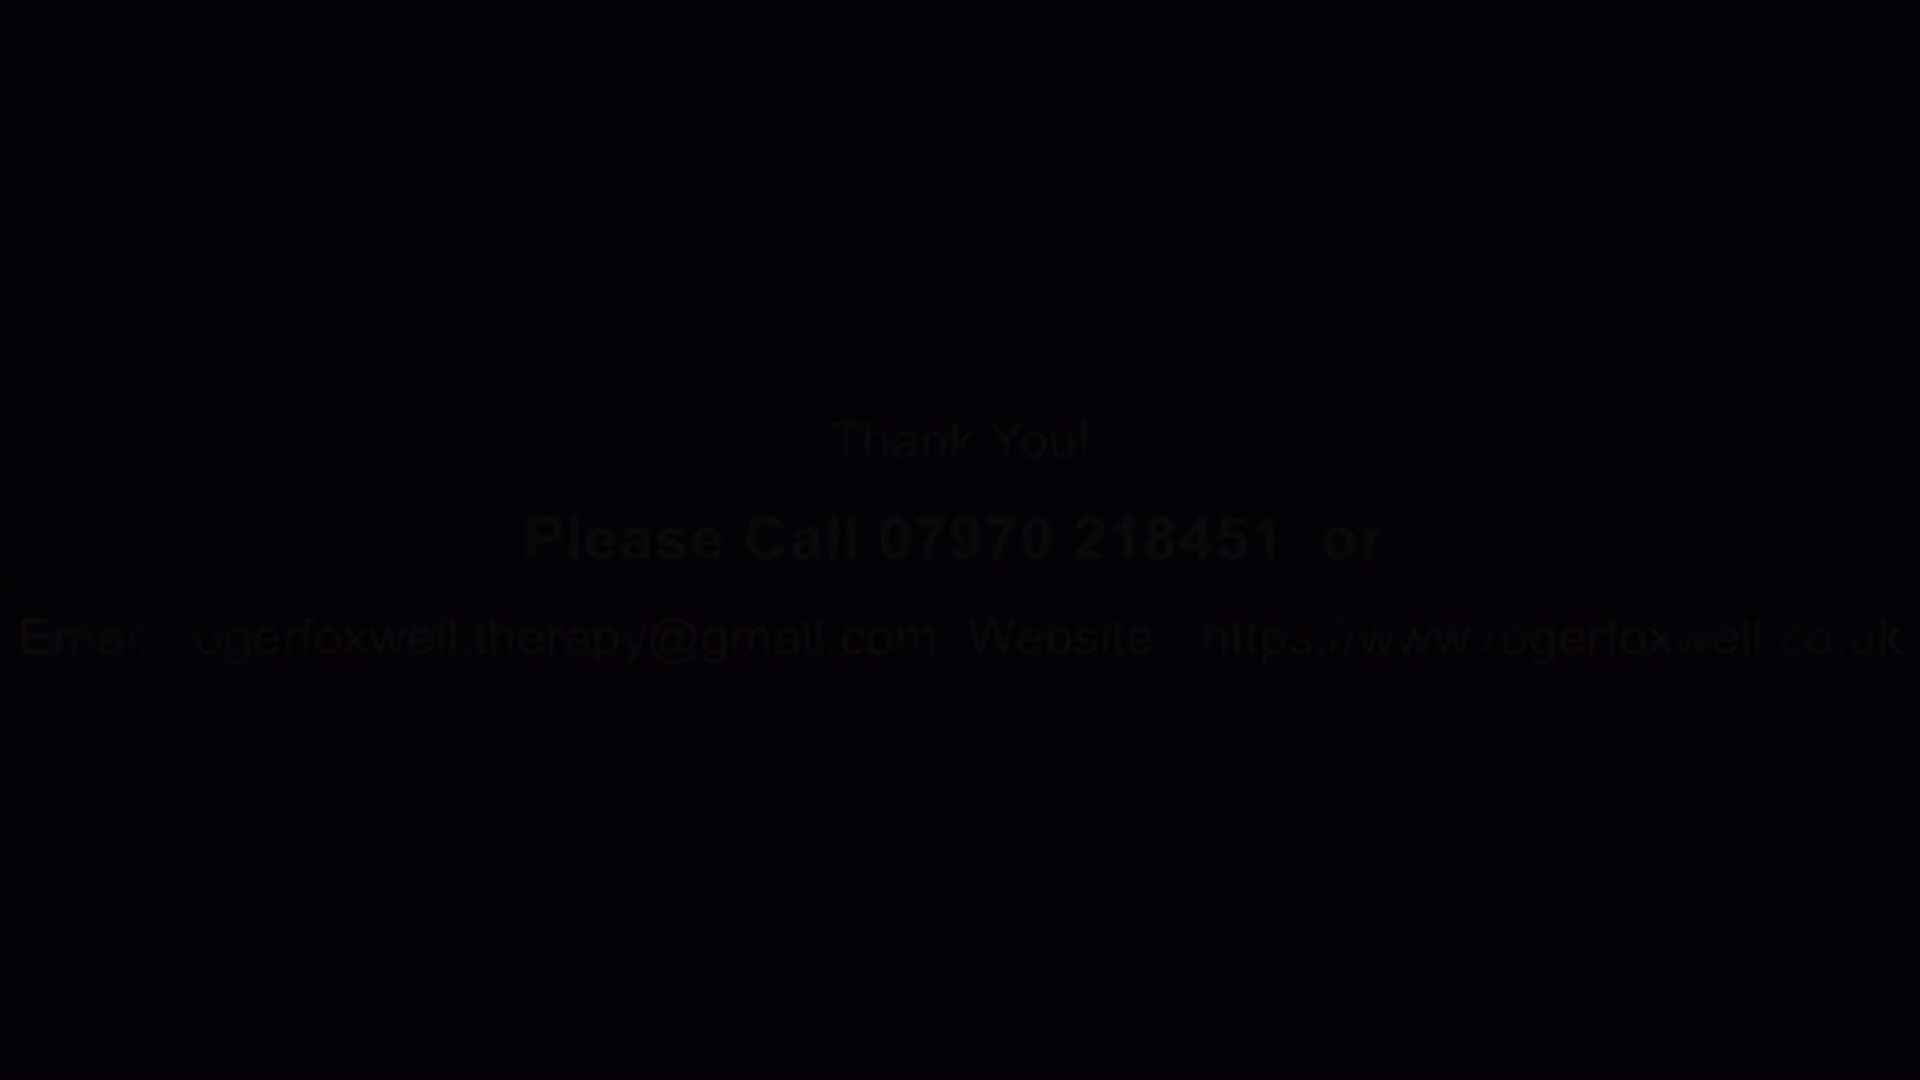 Thank You!
Please Call 07970 218451 or
Email rogerfoxwell.therapy@gmail.com Website - https://www.rogerfoxwell.co.uk